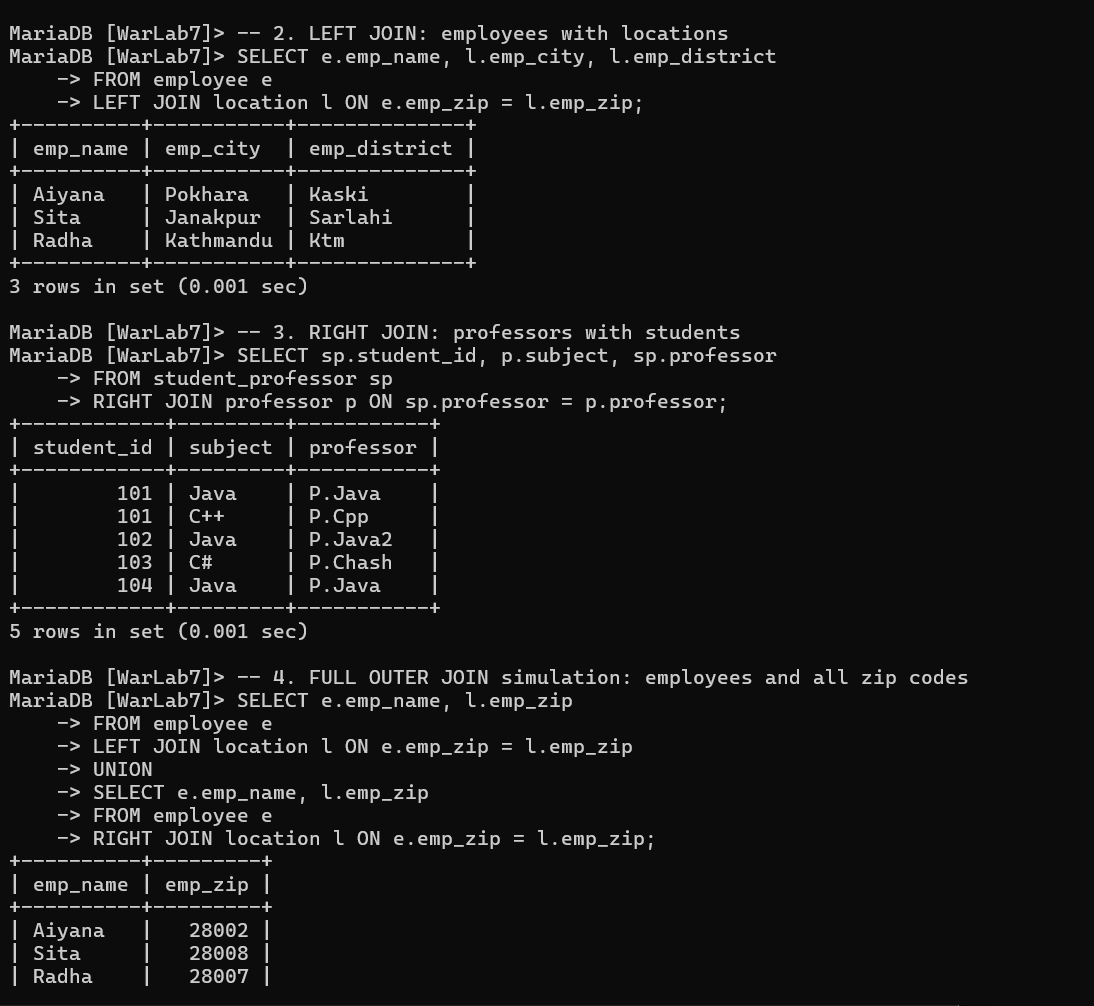 MariaDB [WarLab7]> -- 2. LEFT JOIN: employees with locations
MariaDB [WarLab7]> SELECT e.emp_name, l.emp_city, l.emp_district
    -> FROM employee e
    -> LEFT JOIN location l ON e.emp_zip = l.emp_zip;
+----------+-----------+--------------+
| emp_name | emp_city  | emp_district |
+----------+-----------+--------------+
| Aiyana   | Pokhara   | Kaski        |
| Sita     | Janakpur  | Sarlahi      |
| Radha    | Kathmandu | Ktm          |
+----------+-----------+--------------+
3 rows in set (0.001 sec)

MariaDB [WarLab7]> -- 3. RIGHT JOIN: professors with students
MariaDB [WarLab7]> SELECT sp.student_id, p.subject, sp.professor
    -> FROM student_professor sp
    -> RIGHT JOIN professor p ON sp.professor = p.professor;
+------------+---------+-----------+
| student_id | subject | professor |
+------------+---------+-----------+
|        101 | Java    | P.Java    |
|        101 | C++     | P.Cpp     |
|        102 | Java    | P.Java2   |
|        103 | C#      | P.Chash   |
|        104 | Java    | P.Java    |
+------------+---------+-----------+
5 rows in set (0.001 sec)

MariaDB [WarLab7]> -- 4. FULL OUTER JOIN simulation: employees and all zip codes
MariaDB [WarLab7]> SELECT e.emp_name, l.emp_zip
    -> FROM employee e
    -> LEFT JOIN location l ON e.emp_zip = l.emp_zip
    -> UNION
    -> SELECT e.emp_name, l.emp_zip
    -> FROM employee e
    -> RIGHT JOIN location l ON e.emp_zip = l.emp_zip;
+----------+---------+
| emp_name | emp_zip |
+----------+---------+
| Aiyana   |   28002 |
| Sita     |   28008 |
| Radha    |   28007 |